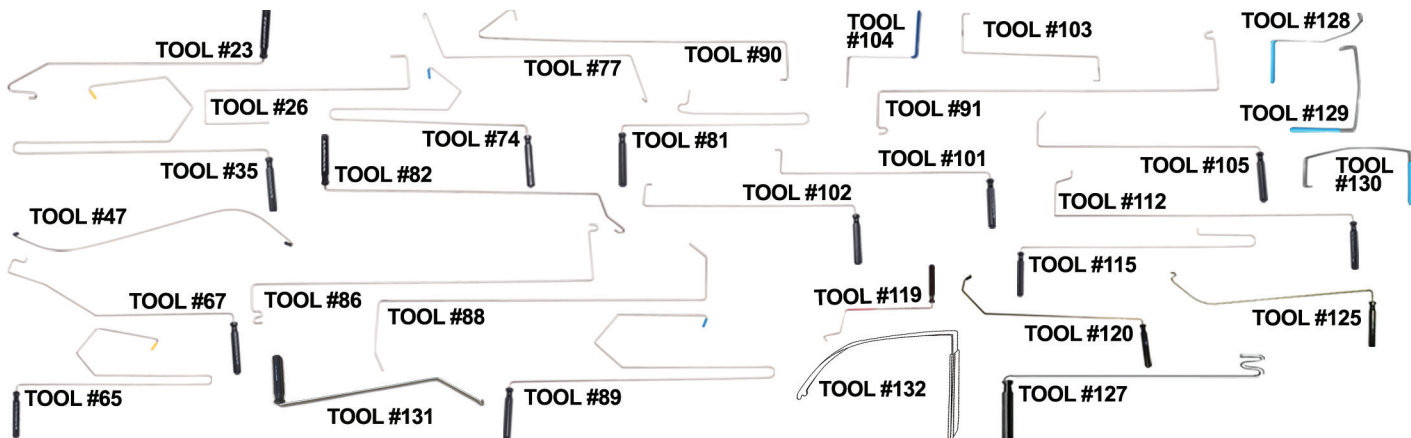 TOOL #23
TOOL #77
TOOL #90
TOOL
#104
TOOL #103
TOOL #128
TOOL #26
TOOL #91
TOOL #129
TOOL #74
TOOL #81
TOOL #35
TOOL #82
TOOL #101
TOOL #105
TOOL
#130
TOOL #102
TOOL #112
TOOL #47
TOOL #115
TOOL #67
TOOL #86
TOOL #88
TOOL #119
TOOL #120
TOOL #125
TOOL #65
TOOL #131
TOOL #89
TOOL #132
TOOL #127